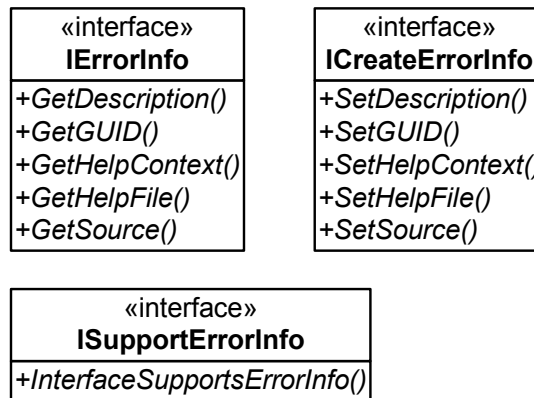 «interface»
IErrorInfo
+GetDescription()
+GetGUID()
+GetHelpContext()
+GetHelpFile()
+GetSource()
«interface»
ICreateErrorInfo
+SetDescription()
+SetGUID()
+SetHelpContext()
+SetHelpFile()
+SetSource()
«interface»
ISupportErrorInfo
+InterfaceSupportsErrorInfo()